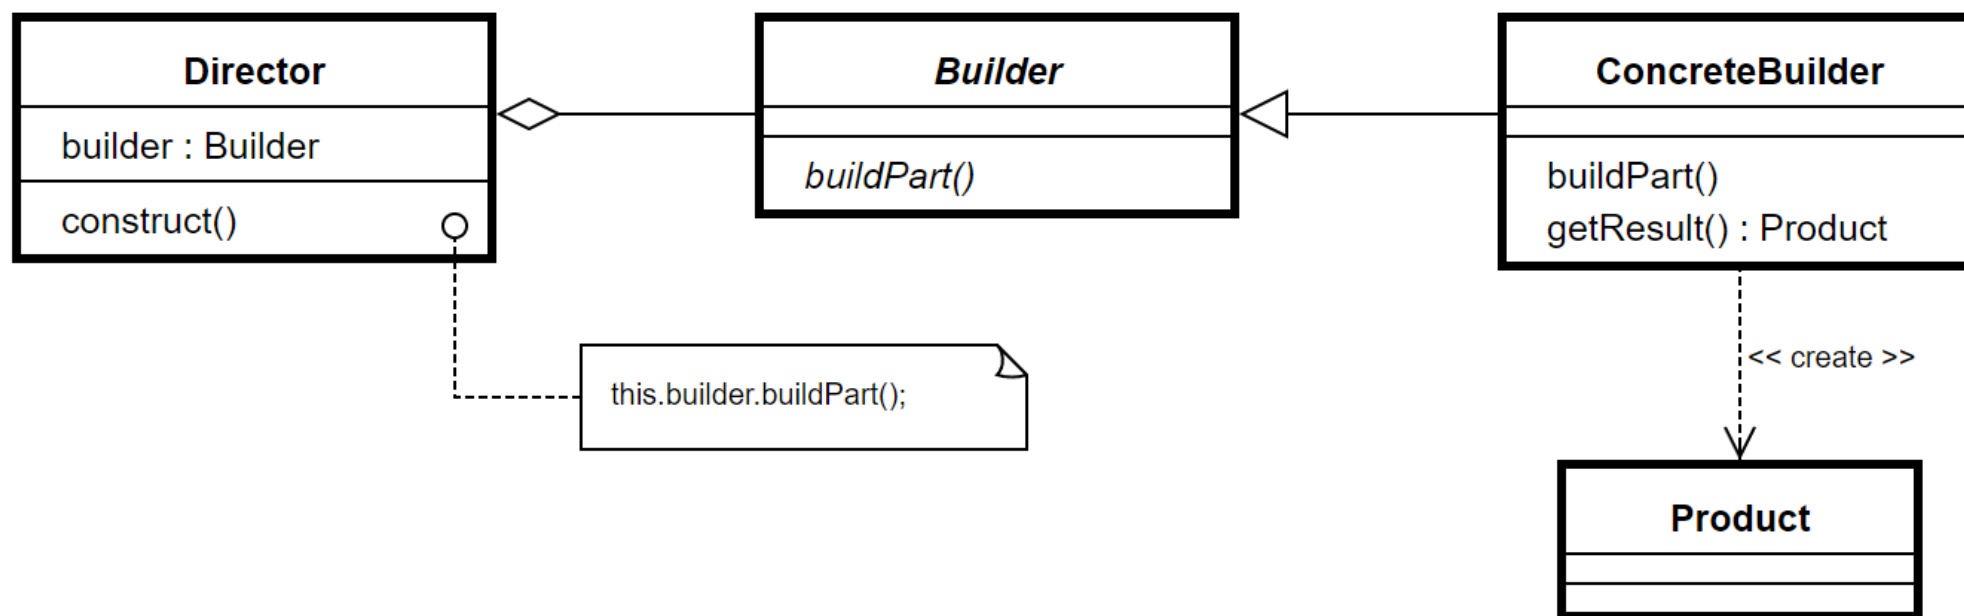 Director
builder : Builder
construct()
Builder
buildPart()
ConcreteBuilder
buildPart()
getResult() : Product
this.builder.buildPart();
<< create >>
Product